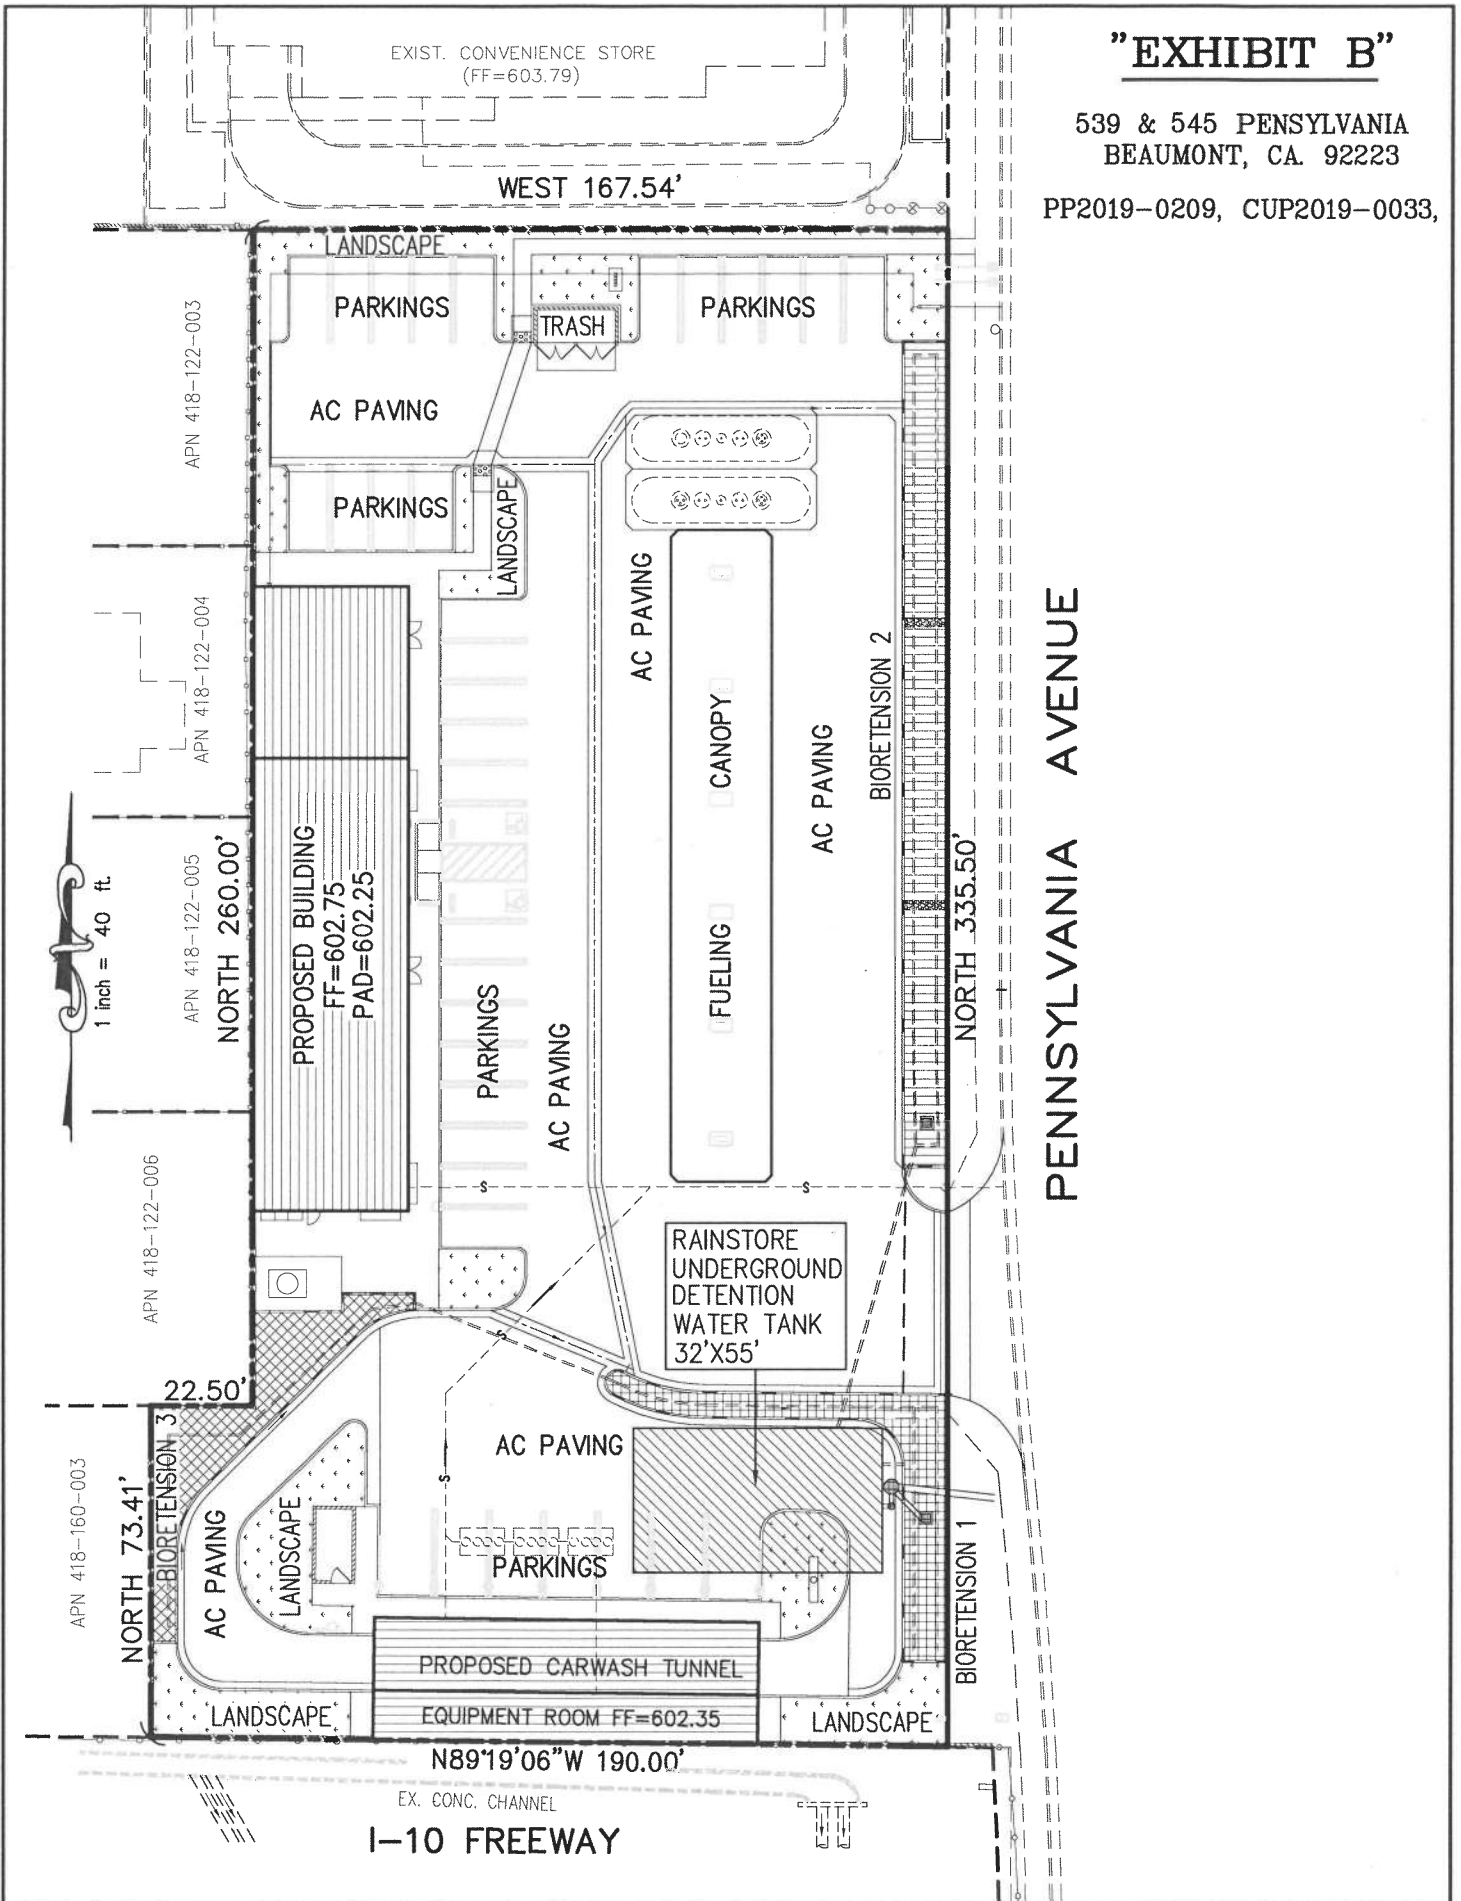 "EXHIBIT B"
539 & 545 PENSYLVANIA
BEAUMONT, CA. 92223
PP2019-0209, CUP2019-0033,
EXIST. CONVENIENCE STORE
(FF=603.79)
WEST 167.54'
LANDSCAPE
PARKINGS
TRASH
PARKINGS
APN 418-122-003
AC PAVING
PARKINGS
LANDSCAPE
AC PAVING
APN 418-122-004
BIORETENSION 2
FUELING CANOPY
AC PAVING
PENNSYLVANIA AVENUE
1 inch = 40 ft.
APN 418-122-005
NORTH 260.00'
PROPOSED BUILDING
FF=602.75
PAD=602.25
NORTH 335.50'
PARKINGS
AC PAVING
APN 418-122-006
S
S
RAINSTORE
UNDERGROUND
DETENTION
WATER TANK
32'X55'
S
22.50'
BIORETENSION 3
AC PAVING
S
APN 418-160-003
NORTH 73.41'
AC PAVING
LANDSCAPE
PARKINGS
BIORETENSION 1
PROPOSED CARWASH TUNNEL
EQUIPMENT ROOM FF=602.35
LANDSCAPE
LANDSCAPE
N89°19'06"W 190.00'
EX. CONC. CHANNEL
I-10 FREEWAY